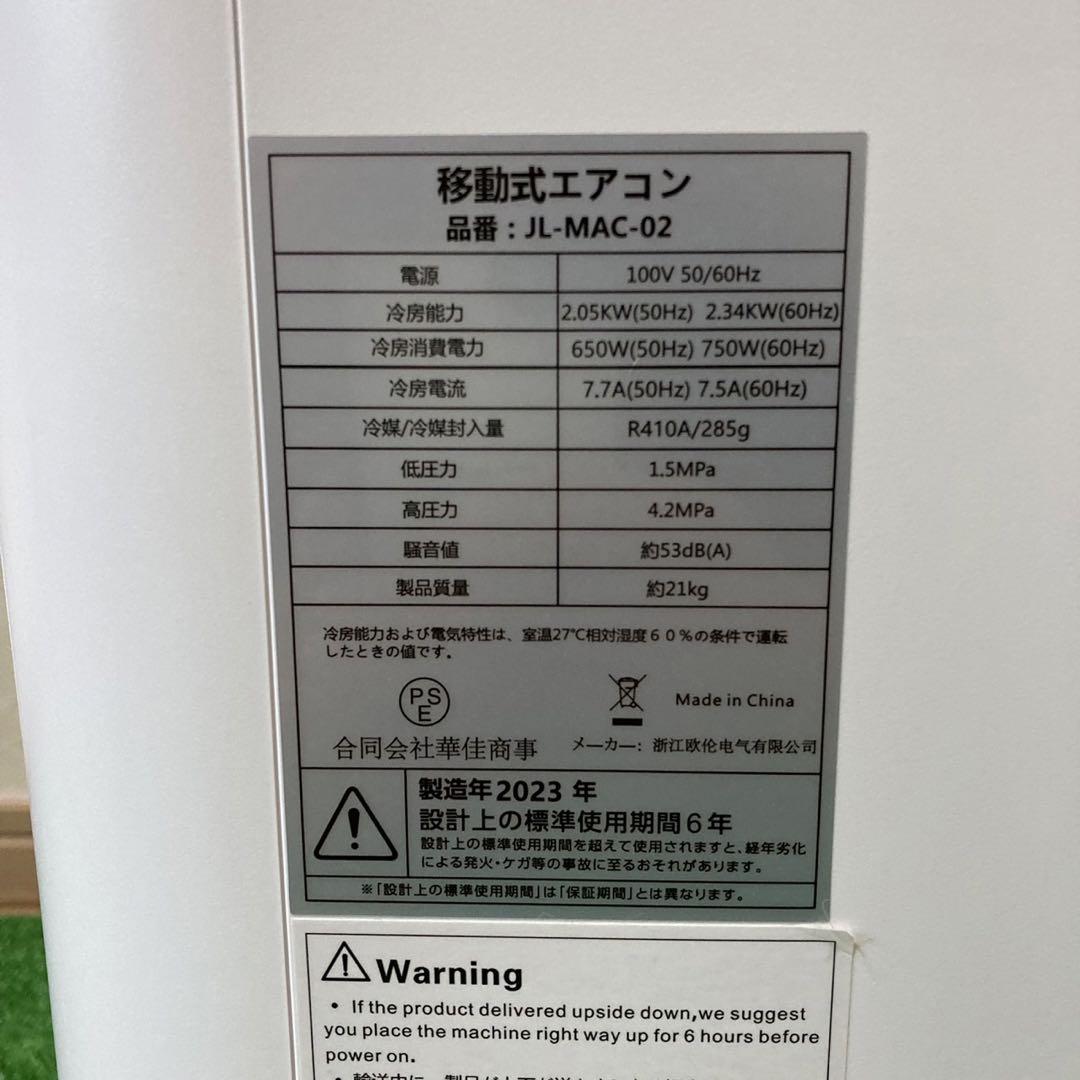 移動式エアコン
品番：JL-MAC-02
電源 100V 50/60Hz
冷房能力 2.05KW(50Hz) 2.34KW(60Hz)
冷房消費電力 650W(50Hz) 750W(60Hz)
冷房電流 7.7A(50Hz) 7.5A(60Hz)
冷媒/冷媒封入量 R410A/285g
低圧力 1.5MPa
高圧力 4.2MPa
騒音値 約53dB(A)
製品質量 約21kg
冷房能力および電気特性は、室温27℃相対湿度６０％の条件で運転
したときの値です。
PSE
Made in China
合同会社華佳商事 メーカー：浙江欧伦电气有限公司
製造年2023 年
設計上の標準使用期間６年
設計上の標準使用期間を超えて使用されますと、経年劣化
による発火・ケガ等の事故に至るおそれがあります。
※「設計上の標準使用期間」は「保証期間」とは異なります。
Warning
• If the product delivered upside down,we suggest
you place the machine right way up for 6 hours before
power on.